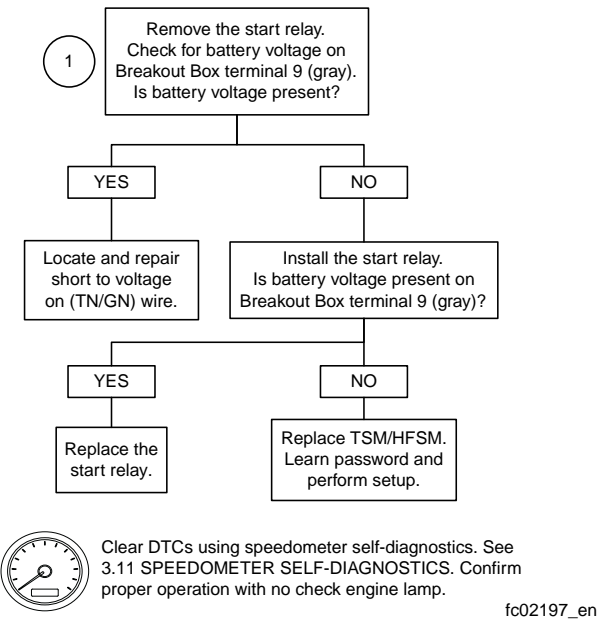 Remove the start relay.
Check for battery voltage on
Breakout Box terminal 9 (gray).
Is battery voltage present?
1
YES
NO
Locate and repair
short to voltage
on (TN/GN) wire.
Install the start relay.
Is battery voltage present on
Breakout Box terminal 9 (gray)?
YES
NO
Replace the
start relay.
Replace TSM/HFSM.
Learn password and
perform setup.
Clear DTCs using speedometer self-diagnostics. See
3.11 SPEEDOMETER SELF-DIAGNOSTICS. Confirm
proper operation with no check engine lamp.
fc02197_en